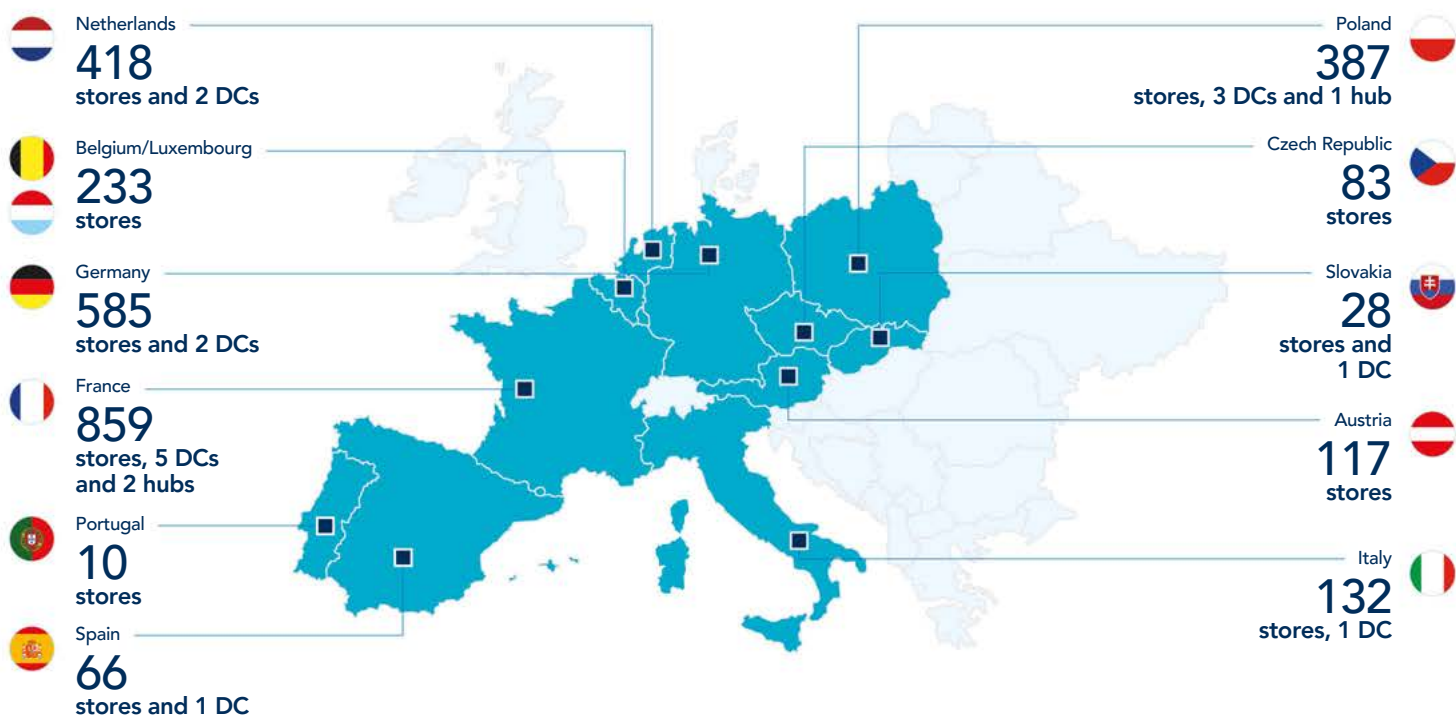 Netherlands
418
stores and 2 DCs
Belgium/Luxembourg
233
stores
Germany
585
stores and 2 DCs
France
859
stores, 5 DCs
and 2 hubs
Portugal
10
stores
Spain
66
stores and 1 DC
Poland
387
stores, 3 DCs and 1 hub
Czech Republic
83
stores
Slovakia
28
stores and
1 DC
Austria
117
stores
Italy
132
stores, 1 DC